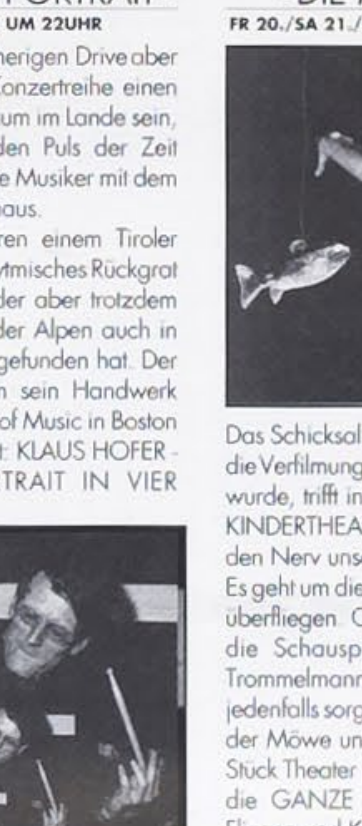 PORTRAIT
UM 22UHR
herigen Drive aber
Konzertreihe einen
um im Lande sein,
den Puls der Zeit
e Musiker mit dem
aus.
ren einem Tiroler
ytmisches Rückgrat
der aber trotzdem
der Alpen auch in
gefunden hat. Der
n sein Handwerk
of Music in Boston
t: KLAUS HOFER -
TRAIT IN VIER
DIE
FR 20./SA 21./
Das Schicksal
die Verfilmung
wurde, trifft in
KINDERTHEA
den Nerv uns
Es geht um die
überfliegen.
die Schausp
Trommelmann
jedenfalls sorg
der Möwe un
Stück Theater
die GANZE